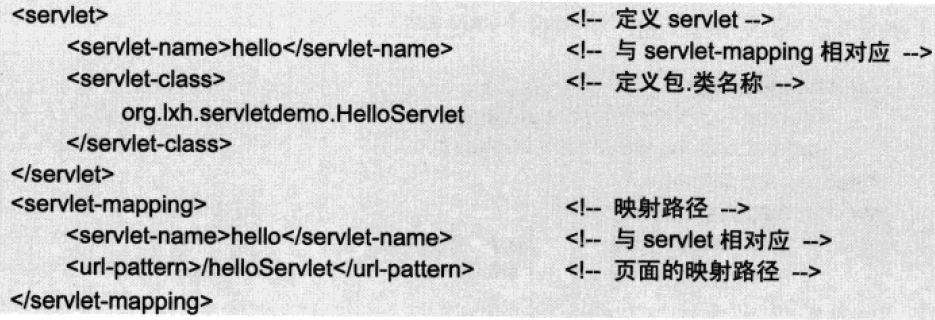 <servlet> <!-- 定义 servlet -->
<servlet-name>hello</servlet-name> <!-- 与 servlet-mapping 相对应 -->
<servlet-class> <!-- 定义包.类名称 -->
org.lxh.servletdemo.HelloServlet
</servlet-class>
</servlet>
<servlet-mapping> <!-- 映射路径 -->
<servlet-name>hello</servlet-name> <!-- 与 servlet 相对应 -->
<url-pattern>/helloServlet</url-pattern> <!-- 页面的映射路径 -->
</servlet-mapping>